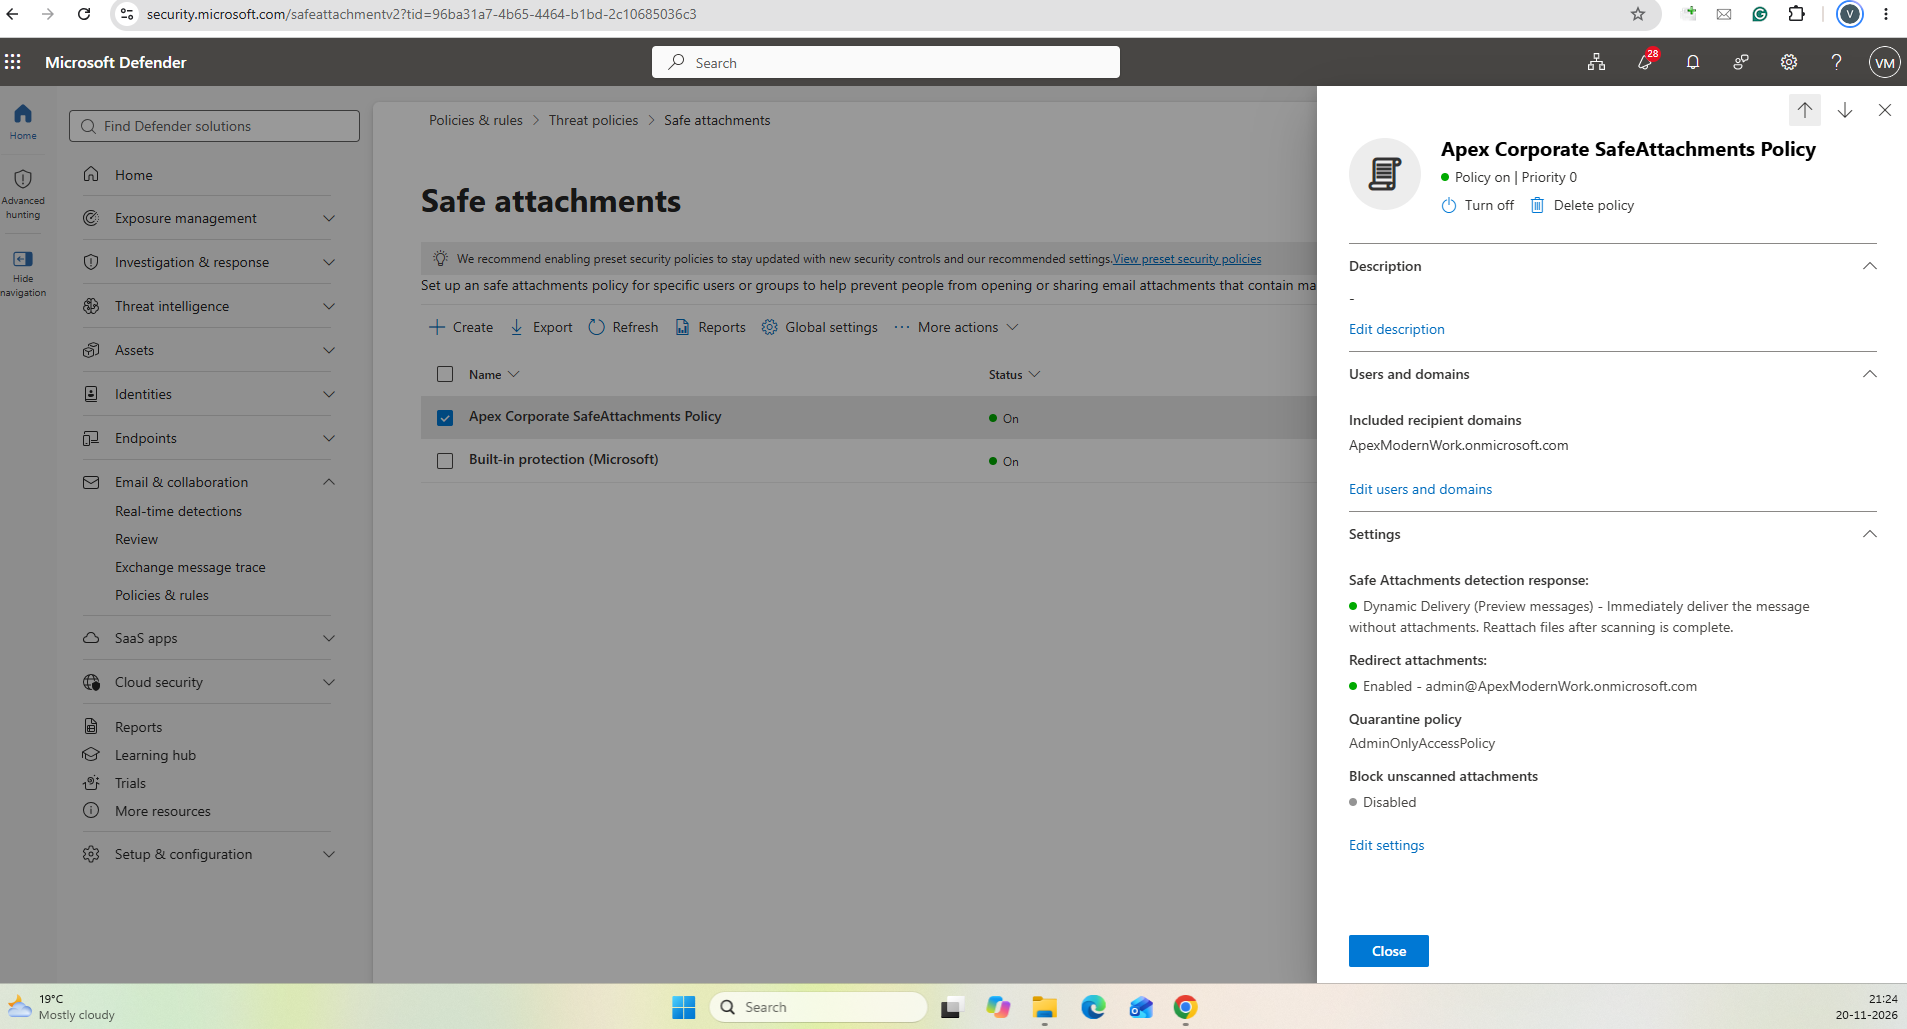 security.microsoft.com/safeattachmentv2?tid=96ba31a7-4b65-4464-b1bd-2c10685036c3
V
Microsoft Defender
Search
28
VM
Home
Advanced
hunting
Hide
navigation
Find Defender solutions
Home
Exposure management
Investigation & response
Threat intelligence
Assets
Identities
Endpoints
Email & collaboration
Real-time detections
Review
Exchange message trace
Policies & rules
SaaS apps
Cloud security
Reports
Learning hub
Trials
More resources
Setup & configuration
Policies & rules > Threat policies > Safe attachments
Safe attachments
We recommend enabling preset security policies to stay updated with new security controls and our recommended settings.View preset security policies
Set up an safe attachments policy for specific users or groups to help prevent people from opening or sharing email attachments that contain ma
Create Export Refresh Reports Global settings ··· More actions
Name Status
Apex Corporate SafeAttachments Policy On
Built-in protection (Microsoft) On
Apex Corporate SafeAttachments Policy
Policy on | Priority 0
Turn off Delete policy
Description
-
Edit description
Users and domains
Included recipient domains
ApexModernWork.onmicrosoft.com
Edit users and domains
Settings
Safe Attachments detection response:
Dynamic Delivery (Preview messages) - Immediately deliver the message
without attachments. Reattach files after scanning is complete.
Redirect attachments:
Enabled - admin@ApexModernWork.onmicrosoft.com
Quarantine policy
AdminOnlyAccessPolicy
Block unscanned attachments
Disabled
Edit settings
Close
19°C
Mostly cloudy
Search
21:24
20-11-2026